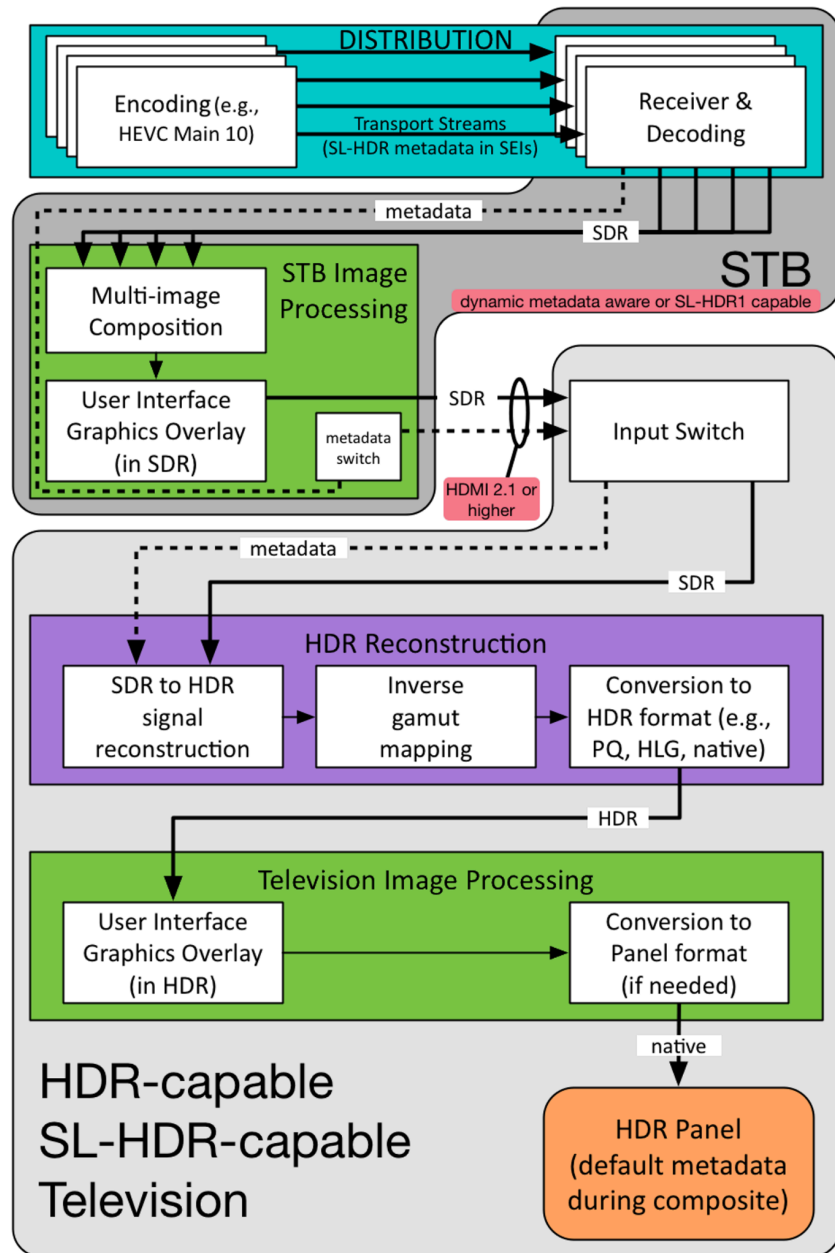 DISTRIBUTION
Encoding (e.g.,
HEVC Main 10)
Transport Streams
(SL-HDR metadata in SEIs)
Receiver &
Decoding
metadata
SDR
STB
dynamic metadata aware or SL-HDR1 capable
STB Image
Processing
Multi-image
Composition
User Interface
Graphics Overlay
(in SDR)
metadata
switch
SDR
HDMI 2.1 or
higher
Input Switch
metadata
SDR
HDR Reconstruction
SDR to HDR
signal
reconstruction
Inverse
gamut
mapping
Conversion to
HDR format (e.g.,
PQ, HLG, native)
HDR
Television Image Processing
User Interface
Graphics Overlay
(in HDR)
Conversion to
Panel format
(if needed)
native
HDR-capable
SL-HDR-capable
Television
HDR Panel
(default metadata
during composite)